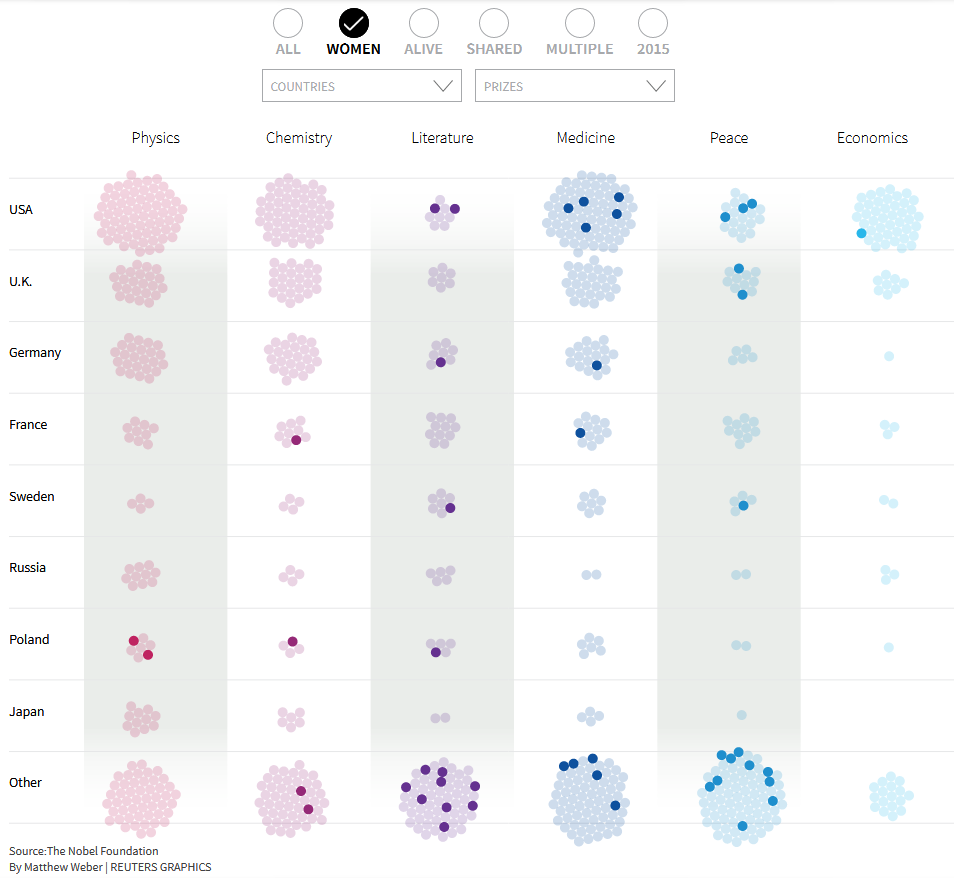 ALL WOMEN ALIVE SHARED MULTIPLE 2015
COUNTRIES PRIZES
Physics Chemistry Literature Medicine Peace Economics
USA
U.K.
Germany
France
Sweden
Russia
Poland
Japan
Other
Source:The Nobel Foundation
By Matthew Weber | REUTERS GRAPHICS